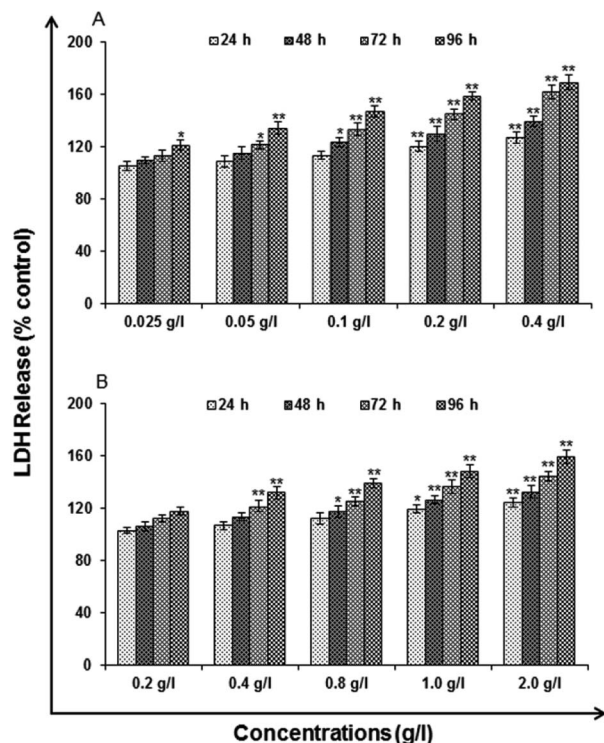 A
24 h 48 h 72 h 96 h
200
160
120
80
40
0
* * ** * ** ** ** ** ** ** ** ** ** **
0.025 g/l 0.05 g/l 0.1 g/l 0.2 g/l 0.4 g/l
B
24 h 48 h 72 h 96 h
200
160
120
80
40
0
** ** * ** ** * ** ** ** ** ** ** **
0.2 g/l 0.4 g/l 0.8 g/l 1.0 g/l 2.0 g/l
LDH Release (% control)
Concentrations (g/l)